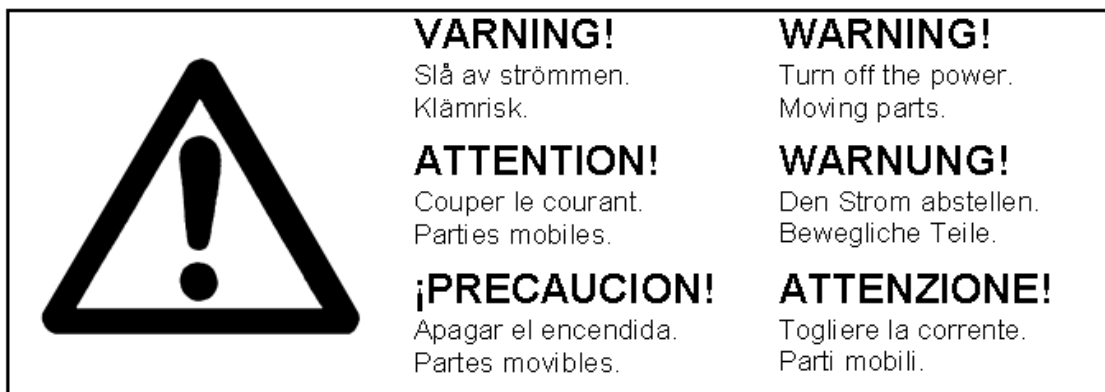 VARNING!
Slå av strömmen.
Klämrisk.
WARNING!
Turn off the power.
Moving parts.
ATTENTION!
Couper le courant.
Parties mobiles.
WARNUNG!
Den Strom abstellen.
Bewegliche Teile.
¡PRECAUCION!
Apagar el encendida.
Partes movibles.
ATTENZIONE!
Togliere la corrente.
Parti mobili.